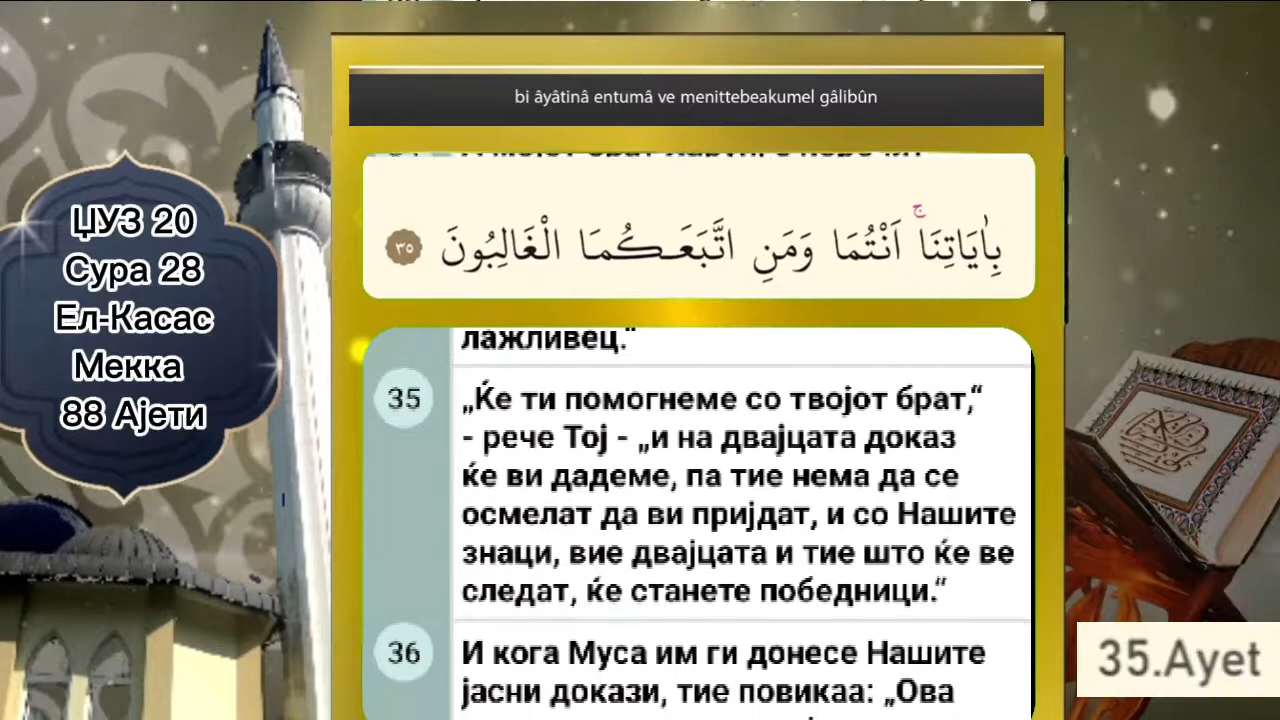 bi âyâtinâ entumâ ve menittebeakumel gâlibûn
بِاٰيَاتِنَاۚ اَنْتُمَا وَمَنِ اتَّبَعَكُمَا الْغَالِبُونَ ٣٥
ЏУЗ 20
Сура 28
Ел-Касас
Мекка
88 Ајети
лажливец.“
35 „Ќе ти помогнеме со твојот брат,“
- рече Тој - „и на двајцата доказ
ќе ви дадеме, па тие нема да се
осмелат да ви пријдат, и со Нашите
знаци, вие двајцата и тие што ќе ве
следат, ќе станете победници.“
36 И кога Муса им ги донесе Нашите
јасни докази, тие повикаа: „Ова
35.Ayet